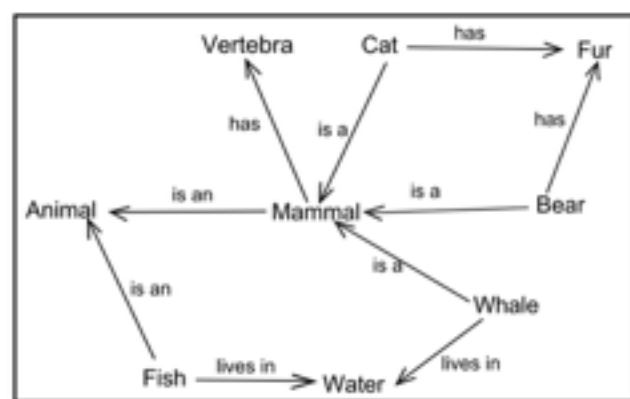 Vertebra
Cat
has
Fur
has
is a
has
Animal
is an
Mammal
is a
Bear
is an
is a
Whale
Fish
lives in
Water
lives in